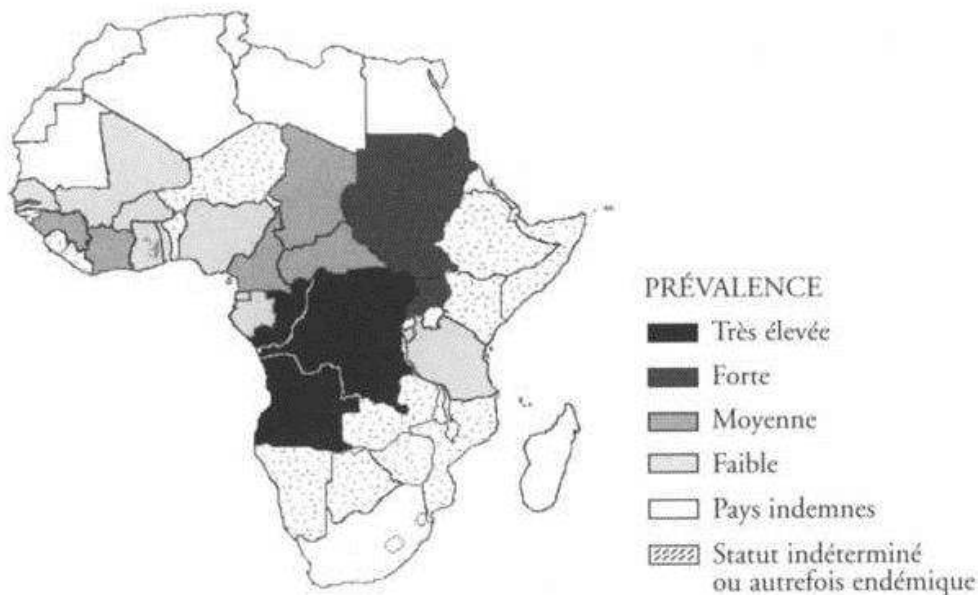 PRÉVALENCE
Très élevée
Forte
Moyenne
Faible
Pays indemnes
Statut indéterminé
ou autrefois endémique